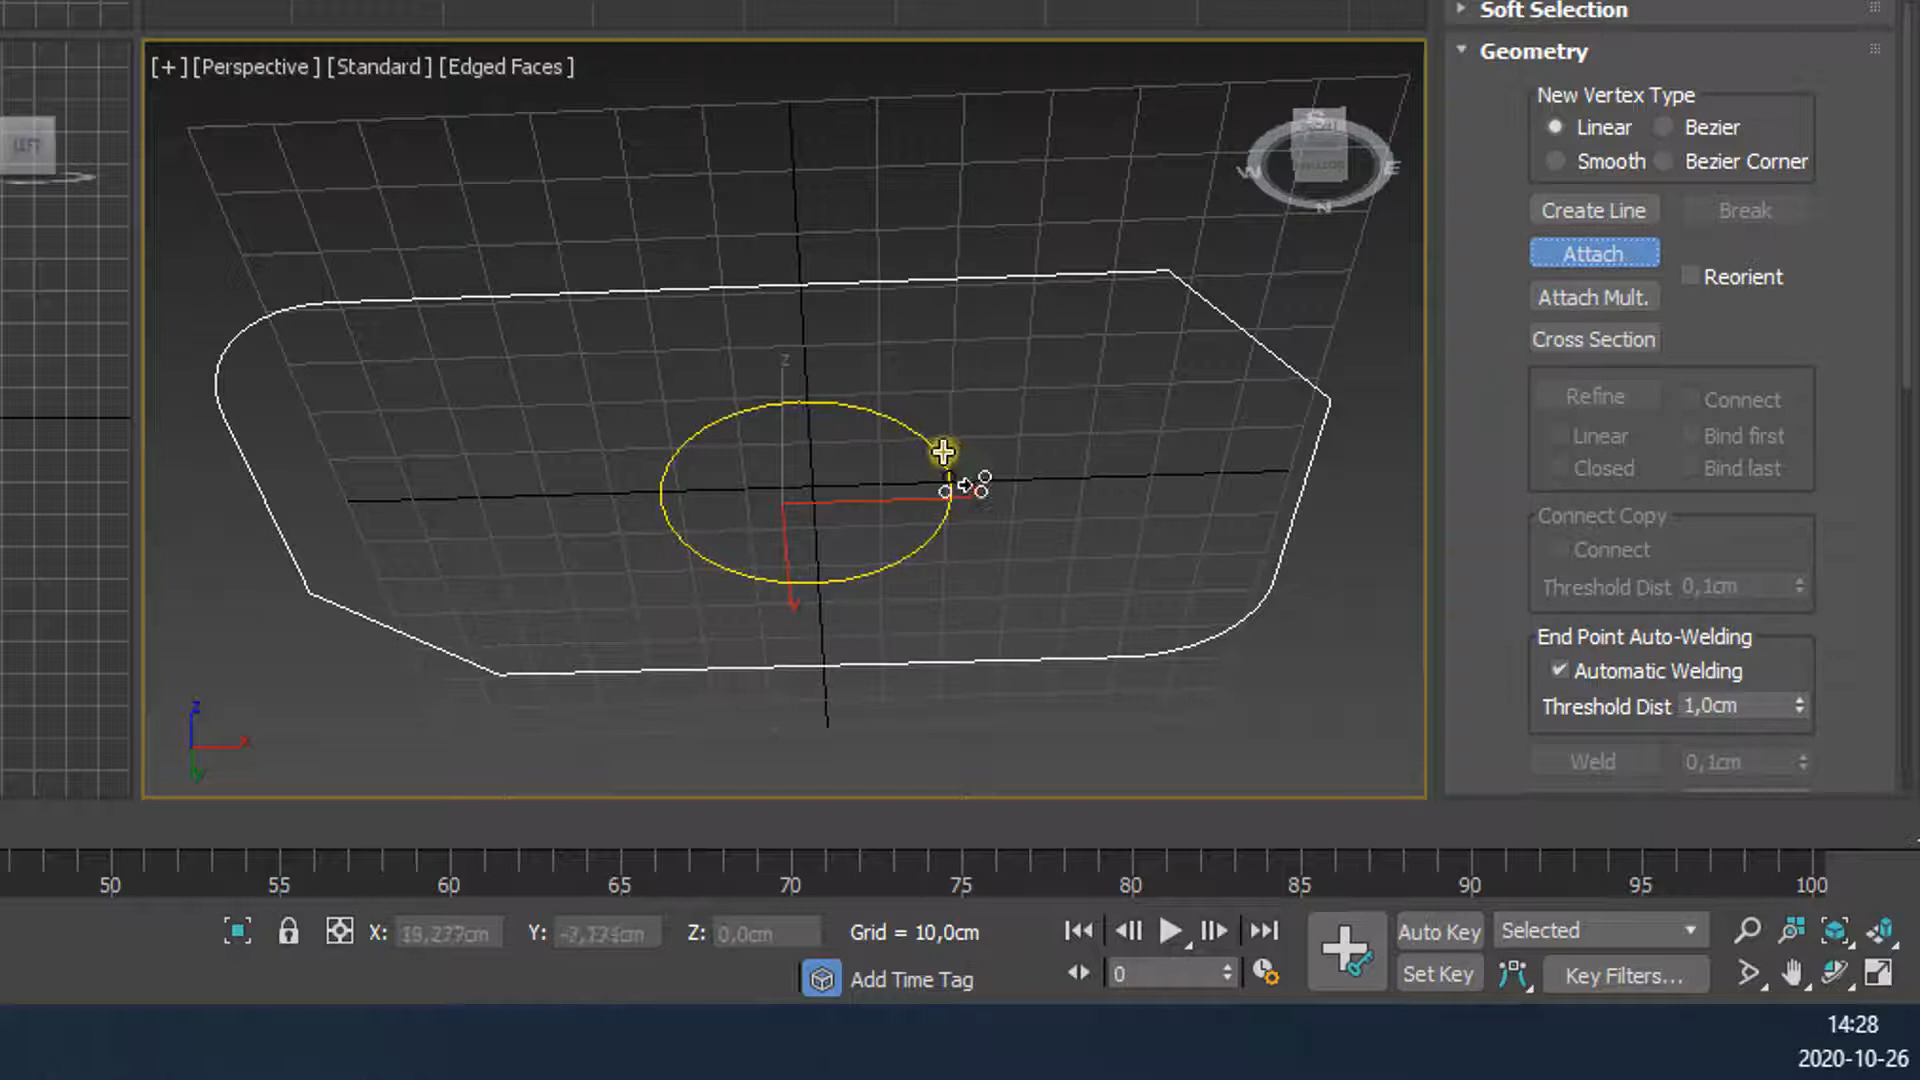 Soft Selection
Geometry
[+] [Perspective ] [Standard ] [Edged Faces ]
LEFT
New Vertex Type
Linear
Bezier
Smooth
Bezier Corner
Create Line
Break
Attach
Reorient
Attach Mult.
Cross Section
Refine
Connect
Linear
Bind first
Closed
Bind last
Connect Copy
Connect
Threshold Dist 0,1cm
End Point Auto-Welding
Automatic Welding
Threshold Dist 1,0cm
Weld
0,1cm
S
W
E
N
z
z
x
y
50 55 60 65 70 75 80 85 90 95 100
X:
Y:
Z: 0,0cm
Grid = 10,0cm
Auto Key
Selected
Add Time Tag
0
Set Key
Key Filters...
14:28
2020-10-26